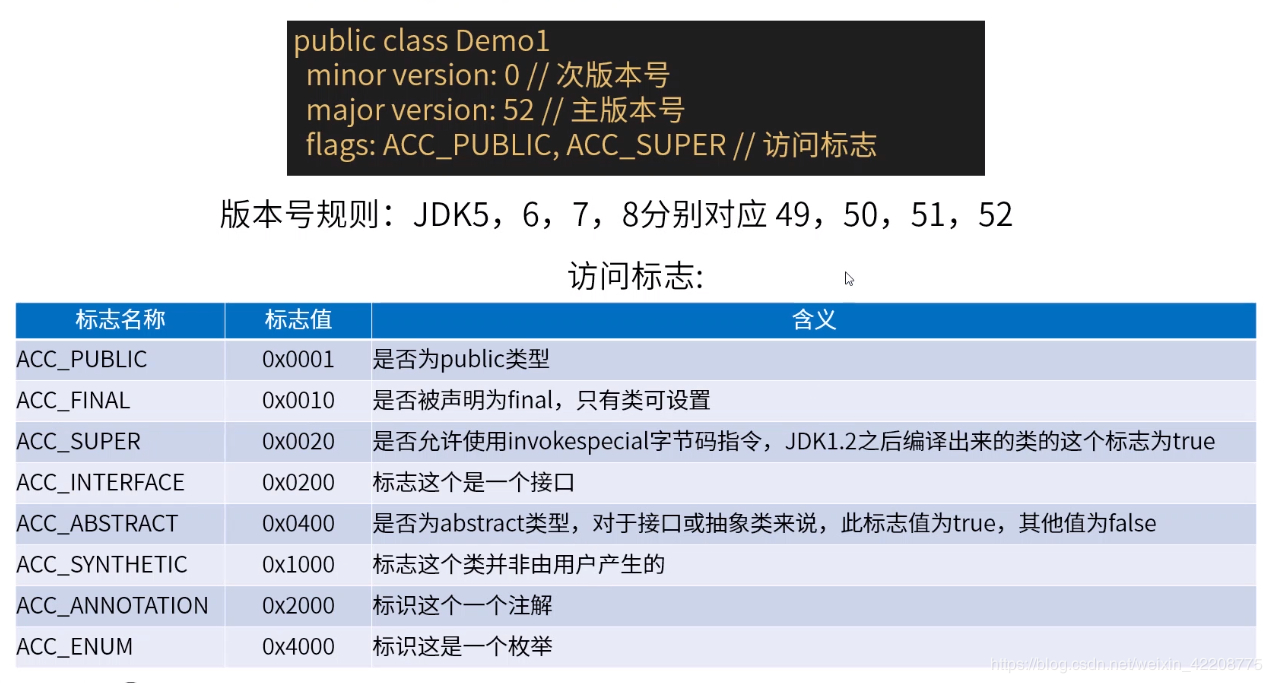 public class Demo1
minor version: 0 // 次版本号
major version: 52 // 主版本号
flags: ACC_PUBLIC, ACC_SUPER // 访问标志
版本号规则：JDK5，6，7，8分别对应 49，50，51，52
访问标志:
标志名称 标志值 含义
ACC_PUBLIC 0x0001 是否为public类型
ACC_FINAL 0x0010 是否被声明为final，只有类可设置
ACC_SUPER 0x0020 是否允许使用invokespecial字节码指令，JDK1.2之后编译出来的类的这个标志为true
ACC_INTERFACE 0x0200 标志这个是一个接口
ACC_ABSTRACT 0x0400 是否为abstract类型，对于接口或抽象类来说，此标志值为true，其他值为false
ACC_SYNTHETIC 0x1000 标志这个类并非由用户产生的
ACC_ANNOTATION 0x2000 标识这个一个注解
ACC_ENUM 0x4000 标识这是一个枚举
https://blog.csdn.net/weixin_42208775